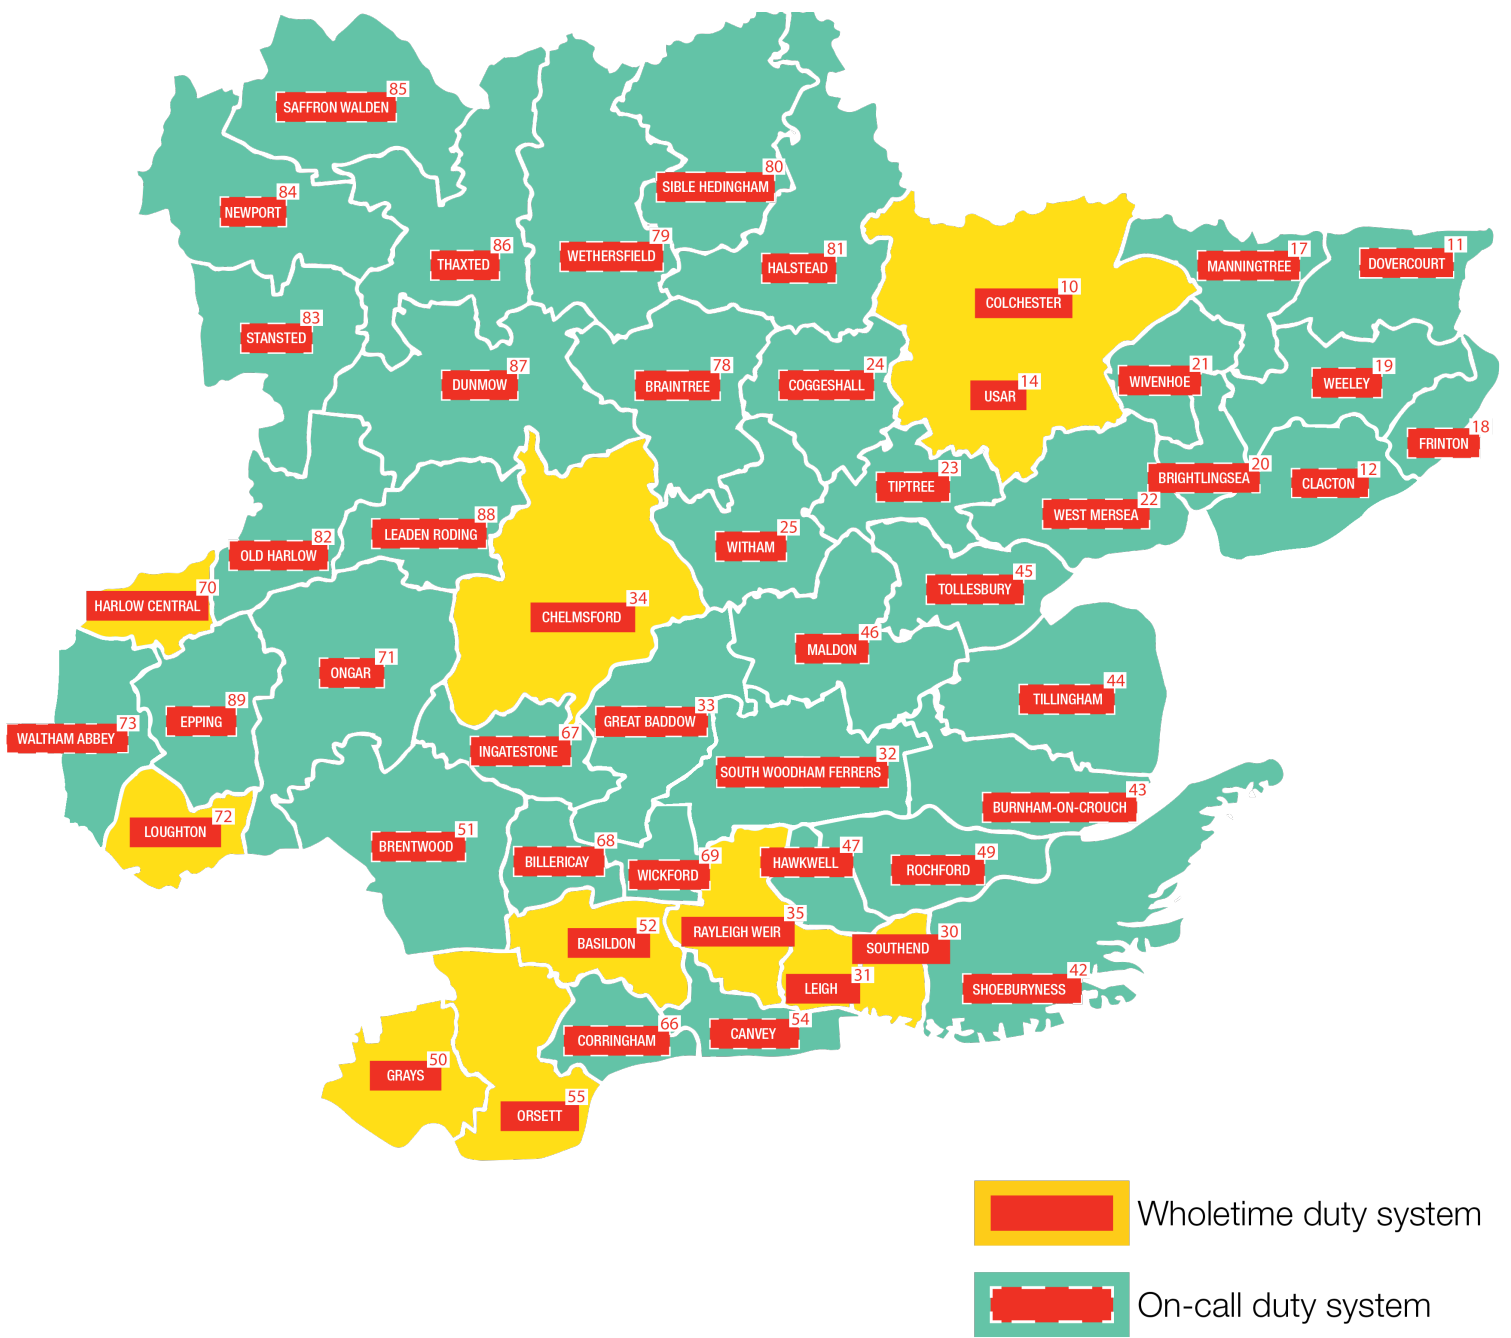 85
SAFFRON WALDEN
80
SIBLE HEDINGHAM
84
NEWPORT
79
WETHERSFIELD
86
THAXTED
81
HALSTEAD
17
MANNINGTREE
11
DOVERCOURT
10
COLCHESTER
83
STANSTED
87
DUNMOW
78
BRAINTREE
24
COGGESHALL
14
USAR
21
WIVENHOE
19
WEELEY
18
FRINTON
23
TIPTREE
20
BRIGHTLINGSEA
12
CLACTON
22
WEST MERSEA
88
LEADEN RODING
82
OLD HARLOW
25
WITHAM
70
HARLOW CENTRAL
34
CHELMSFORD
45
TOLLESBURY
46
MALDON
71
ONGAR
44
TILLINGHAM
89
EPPING
73
WALTHAM ABBEY
33
GREAT BADDOW
67
INGATESTONE
32
SOUTH WOODHAM FERRERS
43
BURNHAM-ON-CROUCH
72
LOUGHTON
51
BRENTWOOD
68
BILLERICAY
69
WICKFORD
47
HAWKWELL
49
ROCHFORD
52
BASILDON
35
RAYLEIGH WEIR
30
SOUTHEND
31
LEIGH
42
SHOEBURYNESS
66
CORRINGHAM
54
CANVEY
50
GRAYS
55
ORSETT
Wholetime duty system
On-call duty system